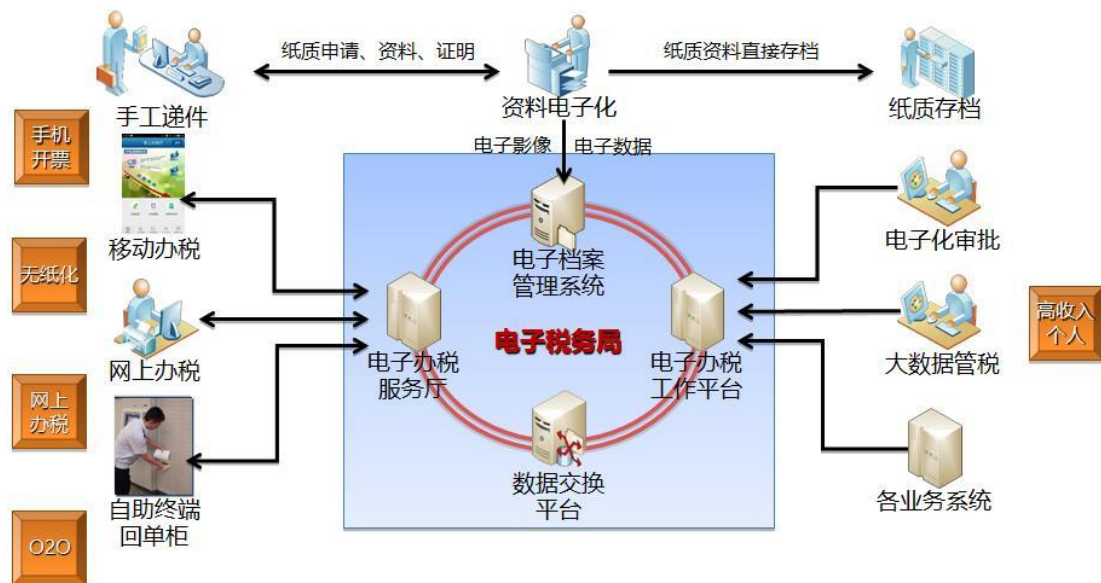 纸质申请、资料、证明
纸质资料直接存档
手工递件
资料电子化
纸质存档
手机
开票
电子影像
电子数据
移动办税
电子档案
管理系统
电子化审批
无纸化
网上办税
电子办税
服务厅
电子税务局
电子办税
工作平台
大数据管税
高收入
个人
网上
办税
自助终端
回单柜
数据交换
平台
各业务系统
O2O